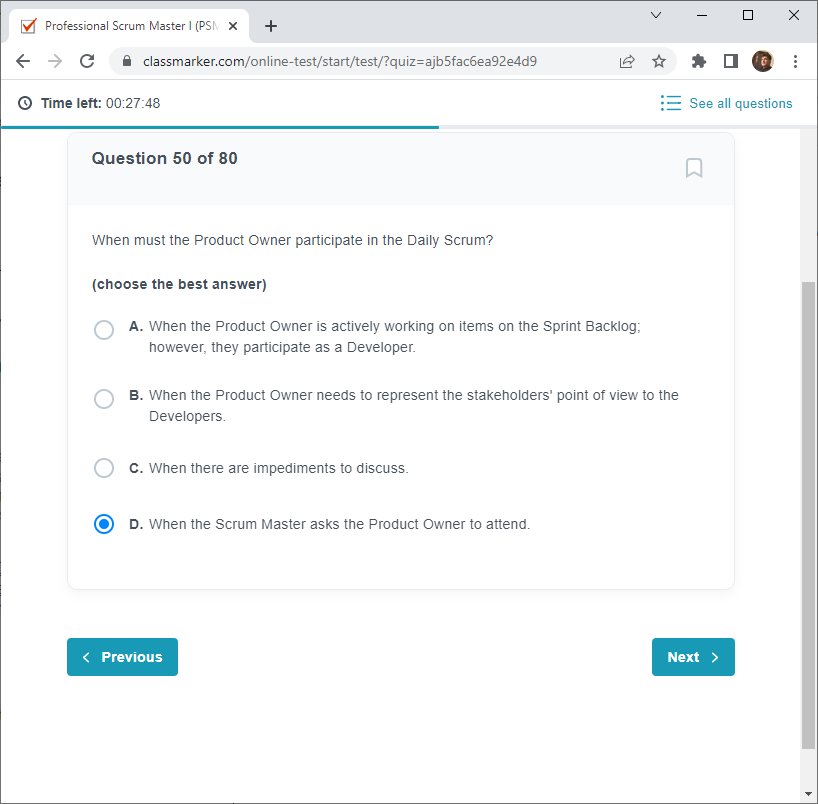 Professional Scrum Master I (PSM
classmarker.com/online-test/start/test/?quiz=ajb5fac6ea92e4d9
Time left: 00:27:48
See all questions
Question 50 of 80
When must the Product Owner participate in the Daily Scrum?
(choose the best answer)
A. When the Product Owner is actively working on items on the Sprint Backlog;
however, they participate as a Developer.
B. When the Product Owner needs to represent the stakeholders' point of view to the
Developers.
C. When there are impediments to discuss.
D. When the Scrum Master asks the Product Owner to attend.
Previous
Next